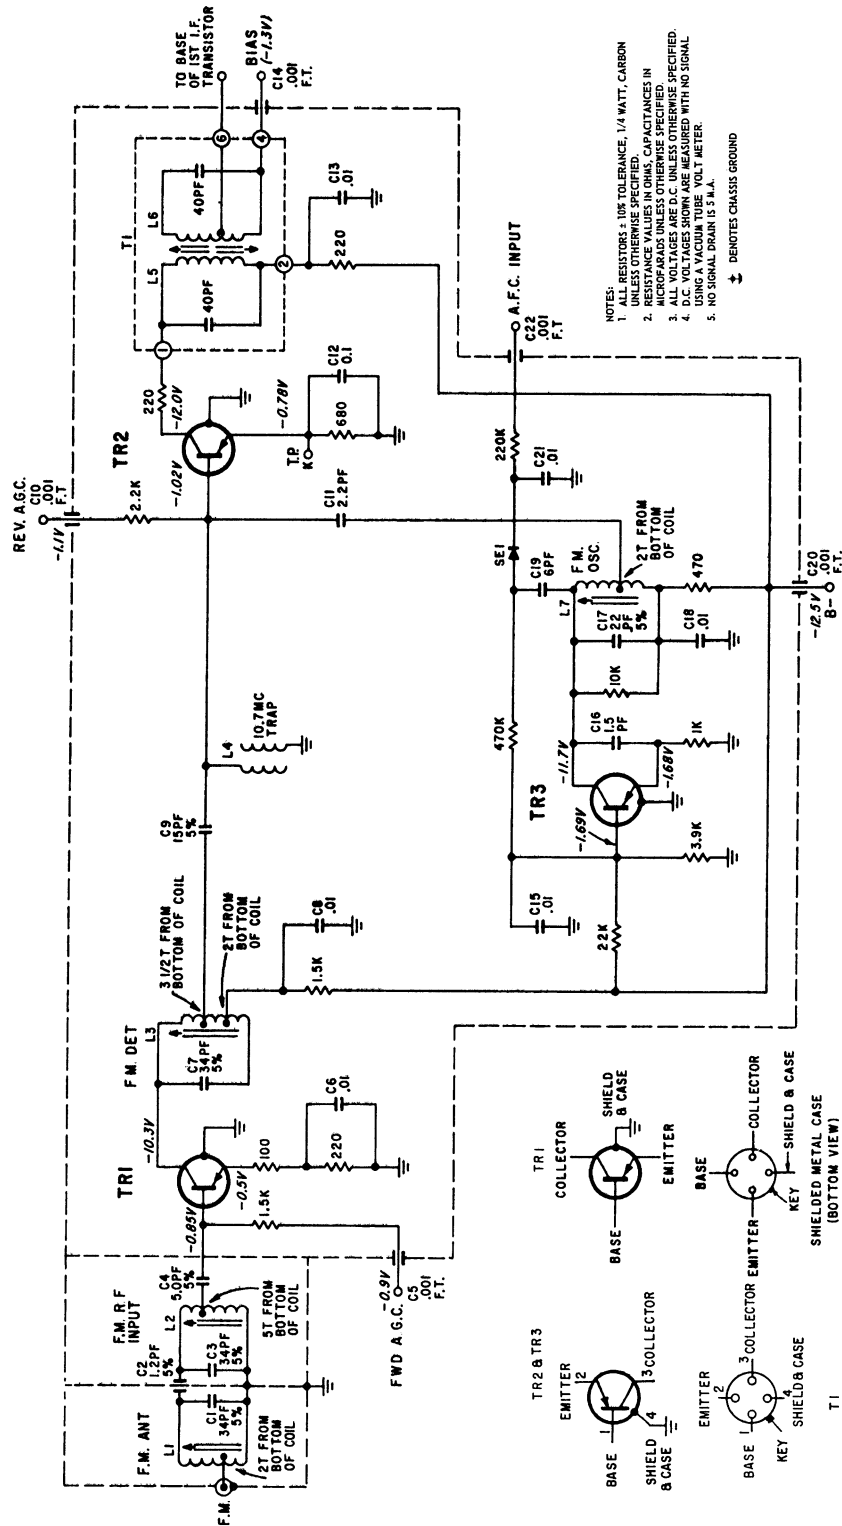 TO BASE
OF 1ST I.F.
TRANSISTOR
BIAS
(-1.3V)
C14
.001
F.T.
REV. A.G.C.
C10
.001
F.T
-1.1V
T1
6
4
L6
40PF
L5
40PF
2
1
C13
.01
220
220
-12.0V
TR2
-1.02V
-0.78V
C12
0.1
680
T.P.
K
2.2K
C11
2.2PF
A.F.C. INPUT
C22
.001
F.T
220K
C21
.01
SE1
C19
6PF
F.M.
OSC.
2T FROM
BOTTOM
OF COIL
L7
C17
22
PF
5%
470
C18
.01
10K
C16
1.5
PF
1K
-11.7V
-1.68V
TR3
-1.69V
470K
3.9K
C15
.01
22K
C20
.001
F.T.
-12.5V
B-
L4
10.7MC
TRAP
C9
15PF
5%
3 1/2T FROM
BOTTOM OF COIL
2T FROM
BOTTOM
OF COIL
C8
.01
1.5K
F.M. DET
L3
C7
34PF
5%
-10.3V
TR1
-0.5V
-0.85V
100
220
C6
.01
1.5K
-0.9V
C5
.001
F.T.
FWD A.G.C.
C4
5.0PF
5%
F.M. R F
INPUT
L2
5T FROM
BOTTOM
OF COIL
C2
1.2PF
5%
C3
34PF
5%
C1
34PF
5%
F.M. ANT
L1
2T FROM
BOTTOM
OF COIL
F.M.
NOTES:
1. ALL RESISTORS ± 10% TOLERANCE, 1/4 WATT, CARBON
UNLESS OTHERWISE SPECIFIED.
2. RESISTANCE VALUES IN OHMS, CAPACITANCES IN
MICROFARADS UNLESS OTHERWISE SPECIFIED.
3. ALL VOLTAGES ARE D.C. UNLESS OTHERWISE SPECIFIED.
4. D.C. VOLTAGES SHOWN ARE MEASURED WITH NO SIGNAL
USING A VACUUM TUBE VOLT METER.
5. NO SIGNAL DRAIN IS 5 M.A.
DENOTES CHASSIS GROUND
TR2 & TR3
EMITTER
2
BASE
1
3 COLLECTOR
SHIELD
& CASE
4
TR1
COLLECTOR
BASE
SHIELD
& CASE
EMITTER
EMITTER
2
BASE
1
3 COLLECTOR
4
SHIELD & CASE
KEY
T1
BASE
COLLECTOR
EMITTER
SHIELD & CASE
KEY
SHIELDED METAL CASE
(BOTTOM VIEW)